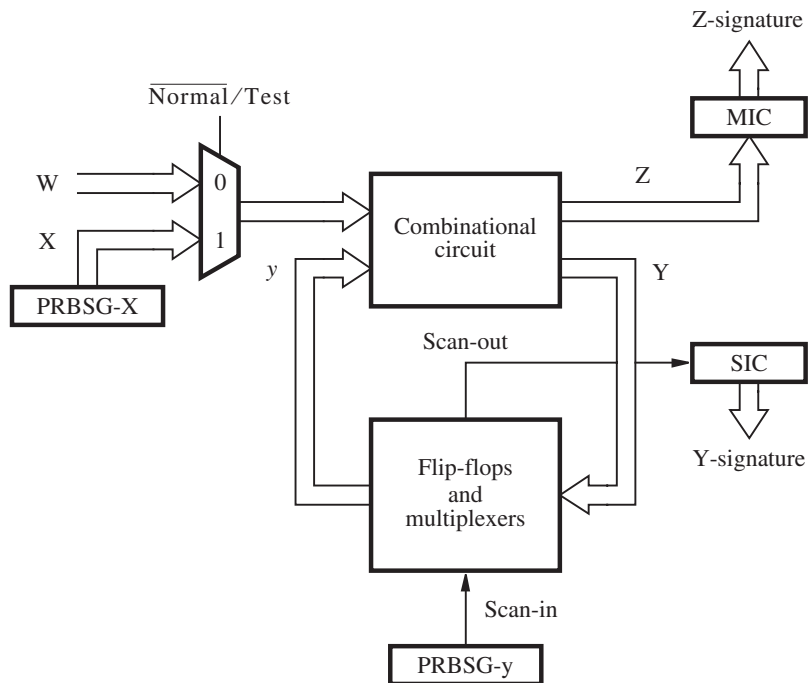 Z-signature
MIC
Normal/Test
W
0
X
1
PRBSG-X
Combinational
circuit
Z
y
Y
Scan-out
SIC
Y-signature
Flip-flops
and
multiplexers
Scan-in
PRBSG-y